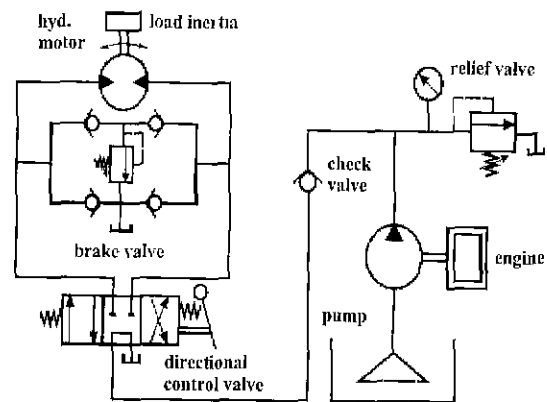 hyd.
motor
load inertia
relief valve
check
valve
brake valve
engine
pump
directional
control valve